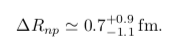 ΔR_{np} ≃ 0.7^{+0.9}_{−1.1} fm.